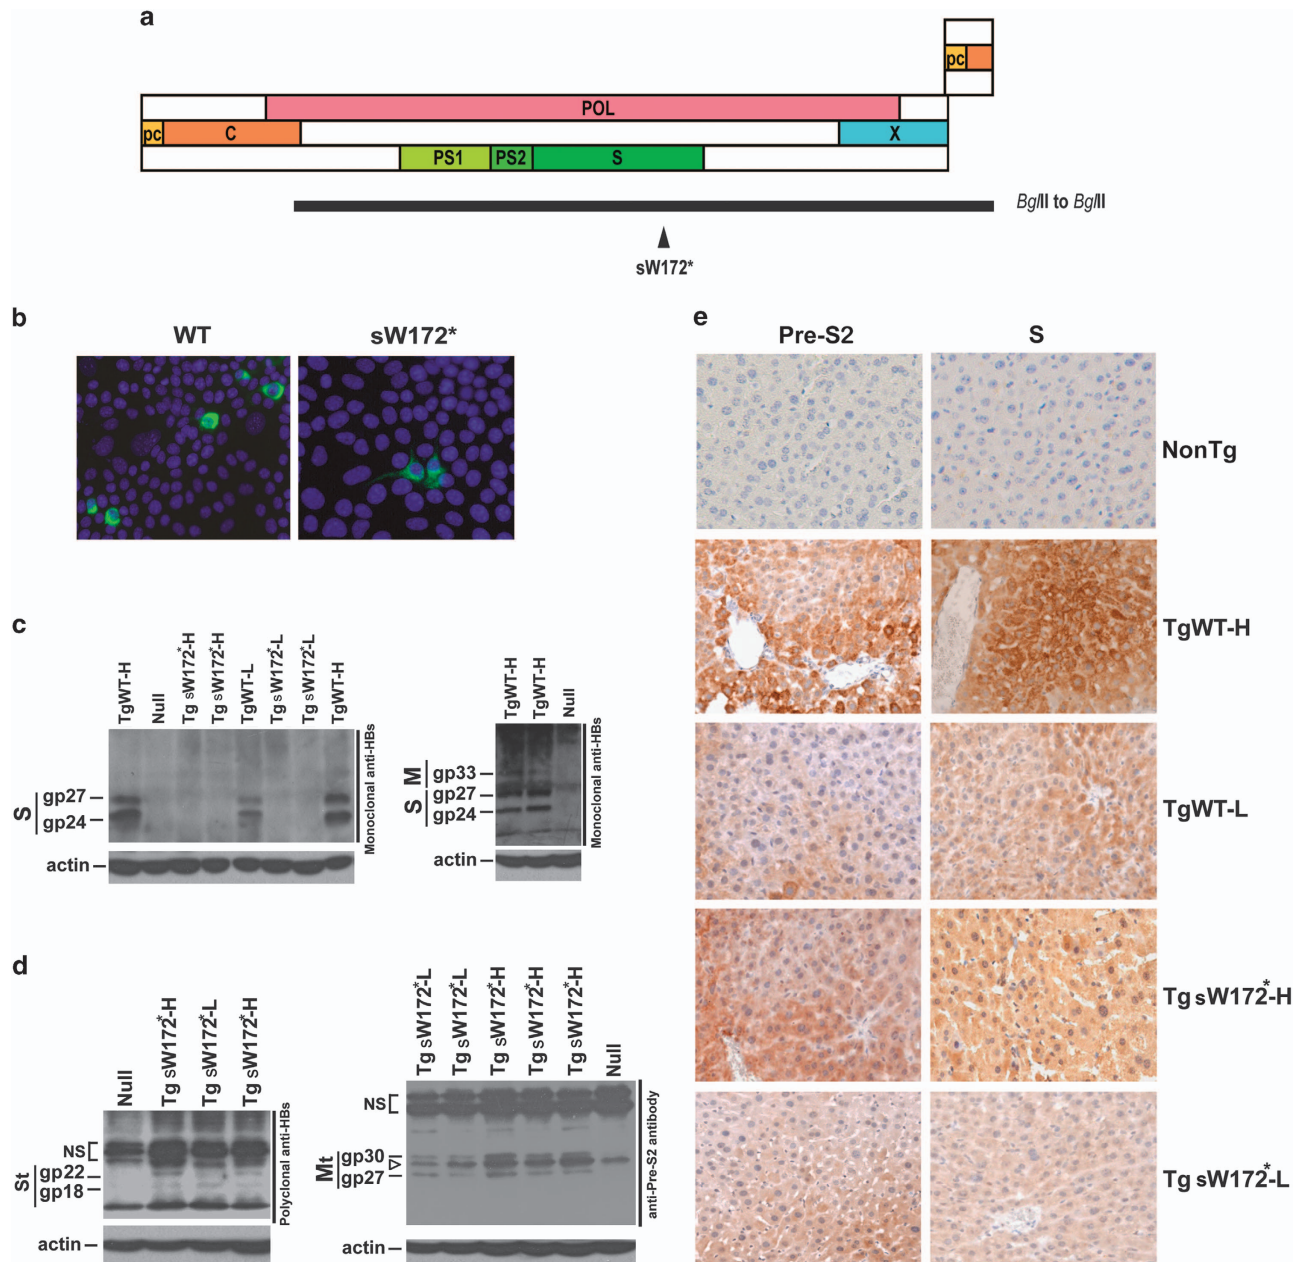 a
pc
POL
pc
C
X
PS1
PS2
S
BglII to BglII
sW172*
b
WT
sW172*
c
TgWT-H
Null
Tg sW172*-H
Tg sW172*-H
TgWT-L
Tg sW172*-L
Tg sW172*-L
TgWT-H
S
gp27
gp24
actin
Monoclonal anti-HBs
TgWT-H
TgWT-H
Null
M
gp33
S
gp27
gp24
actin
Monoclonal anti-HBs
d
Null
Tg sW172*-H
Tg sW172*-L
Tg sW172*-H
NS
St
gp22
gp18
actin
Polyclonal anti-HBs
Tg sW172*-L
Tg sW172*-L
Tg sW172*-H
Tg sW172*-H
Tg sW172*-H
Null
NS
Mt
gp30
gp27
actin
anti-Pre-S2 antibody
e
Pre-S2
S
NonTg
TgWT-H
TgWT-L
Tg sW172*-H
Tg sW172*-L